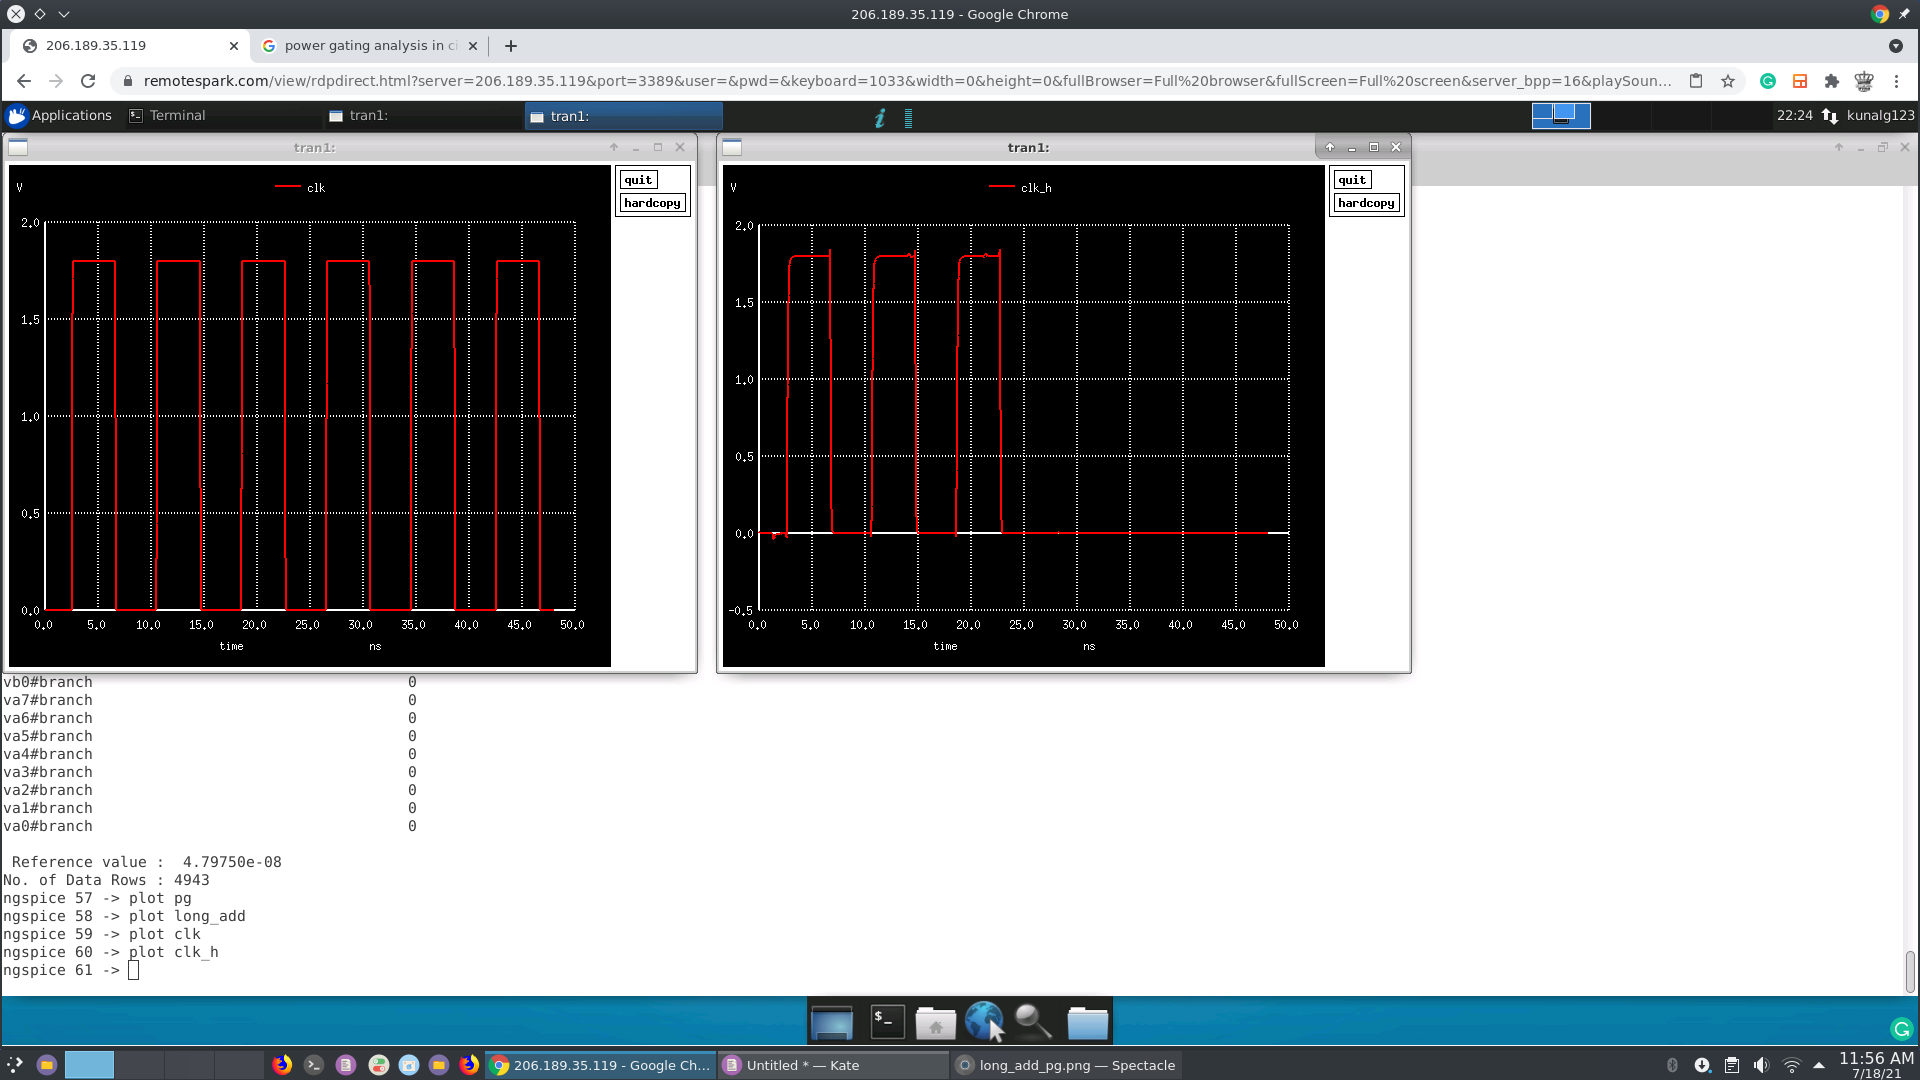 206.189.35.119 - Google Chrome
206.189.35.119
power gating analysis in ci
remotespark.com/view/rdpdirect.html?server=206.189.35.119&port=3389&user=&pwd=&keyboard=1033&width=0&height=0&fullBrowser=Full%20browser&fullScreen=Full%20screen&server_bpp=16&playSoun...
Applications
Terminal
tran1:
tran1:
22:24
kunalg123
tran1:
V
clk
quit
hardcopy
2.0
1.5
1.0
0.5
0.0
0.0 5.0 10.0 15.0 20.0 25.0 30.0 35.0 40.0 45.0 50.0
time ns
tran1:
V
clk_h
quit
hardcopy
2.0
1.5
1.0
0.5
0.0
-0.5
0.0 5.0 10.0 15.0 20.0 25.0 30.0 35.0 40.0 45.0 50.0
time ns
vb0#branch 0
va7#branch 0
va6#branch 0
va5#branch 0
va4#branch 0
va3#branch 0
va2#branch 0
va1#branch 0
va0#branch 0
Reference value : 4.79750e-08
No. of Data Rows : 4943
ngspice 57 -> plot pg
ngspice 58 -> plot long_add
ngspice 59 -> plot clk
ngspice 60 -> plot clk_h
ngspice 61 ->
206.189.35.119 - Google Ch...
Untitled * — Kate
long_add_pg.png — Spectacle
11:56 AM
7/18/21